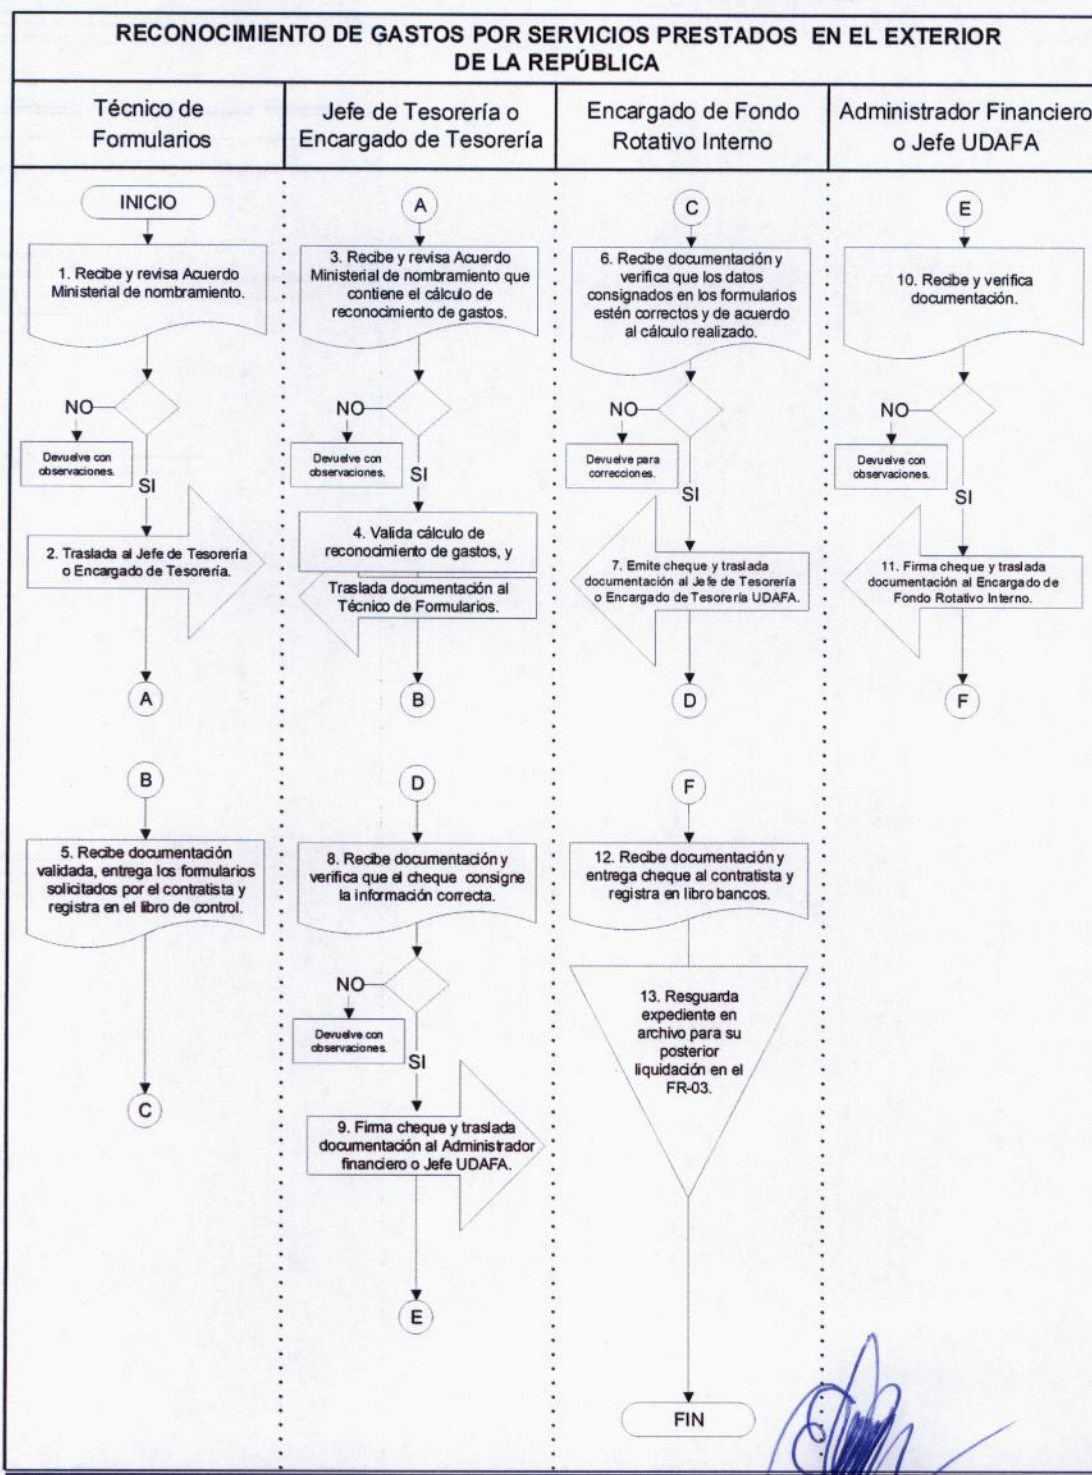 RECONOCIMIENTO DE GASTOS POR SERVICIOS PRESTADOS EN EL EXTERIOR
DE LA REPÚBLICA
Técnico de
Formularios
Jefe de Tesorería o
Encargado de Tesorería
Encargado de Fondo
Rotativo Interno
Administrador Financiero
o Jefe UDAFA
INICIO
1. Recibe y revisa Acuerdo
Ministerial de nombramiento.
NO
Devuelve con
observaciones.
SI
2. Traslada al Jefe de Tesorería
o Encargado de Tesorería.
A
A
3. Recibe y revisa Acuerdo
Ministerial de nombramiento que
contiene el cálculo de
reconocimiento de gastos.
NO
Devuelve con
observaciones.
SI
4. Valida cálculo de
reconocimiento de gastos, y
Traslada documentación al
Técnico de Formularios.
B
C
6. Recibe documentación y
verifica que los datos
consignados en los formularios
estén correctos y de acuerdo
al cálculo realizado.
NO
Devuelve para
correcciones.
SI
7. Emite cheque y traslada
documentación al Jefe de Tesorería
o Encargado de Tesorería UDAFA.
D
E
10. Recibe y verifica
documentación.
NO
Devuelve con
observaciones.
SI
11. Firma cheque y traslada
documentación al Encargado de
Fondo Rotativo Interno.
F
B
5. Recibe documentación
validada, entrega los formularios
solicitados por el contratista y
registra en el libro de control.
C
D
8. Recibe documentación y
verifica que el cheque consigne
la información correcta.
NO
Devuelve con
observaciones.
SI
9. Firma cheque y traslada
documentación al Administrador
financiero o Jefe UDAFA.
E
F
12. Recibe documentación y
entrega cheque al contratista y
registra en libro bancos.
13. Resguarda
expediente en
archivo para su
posterior
liquidación en el
FR-03.
FIN